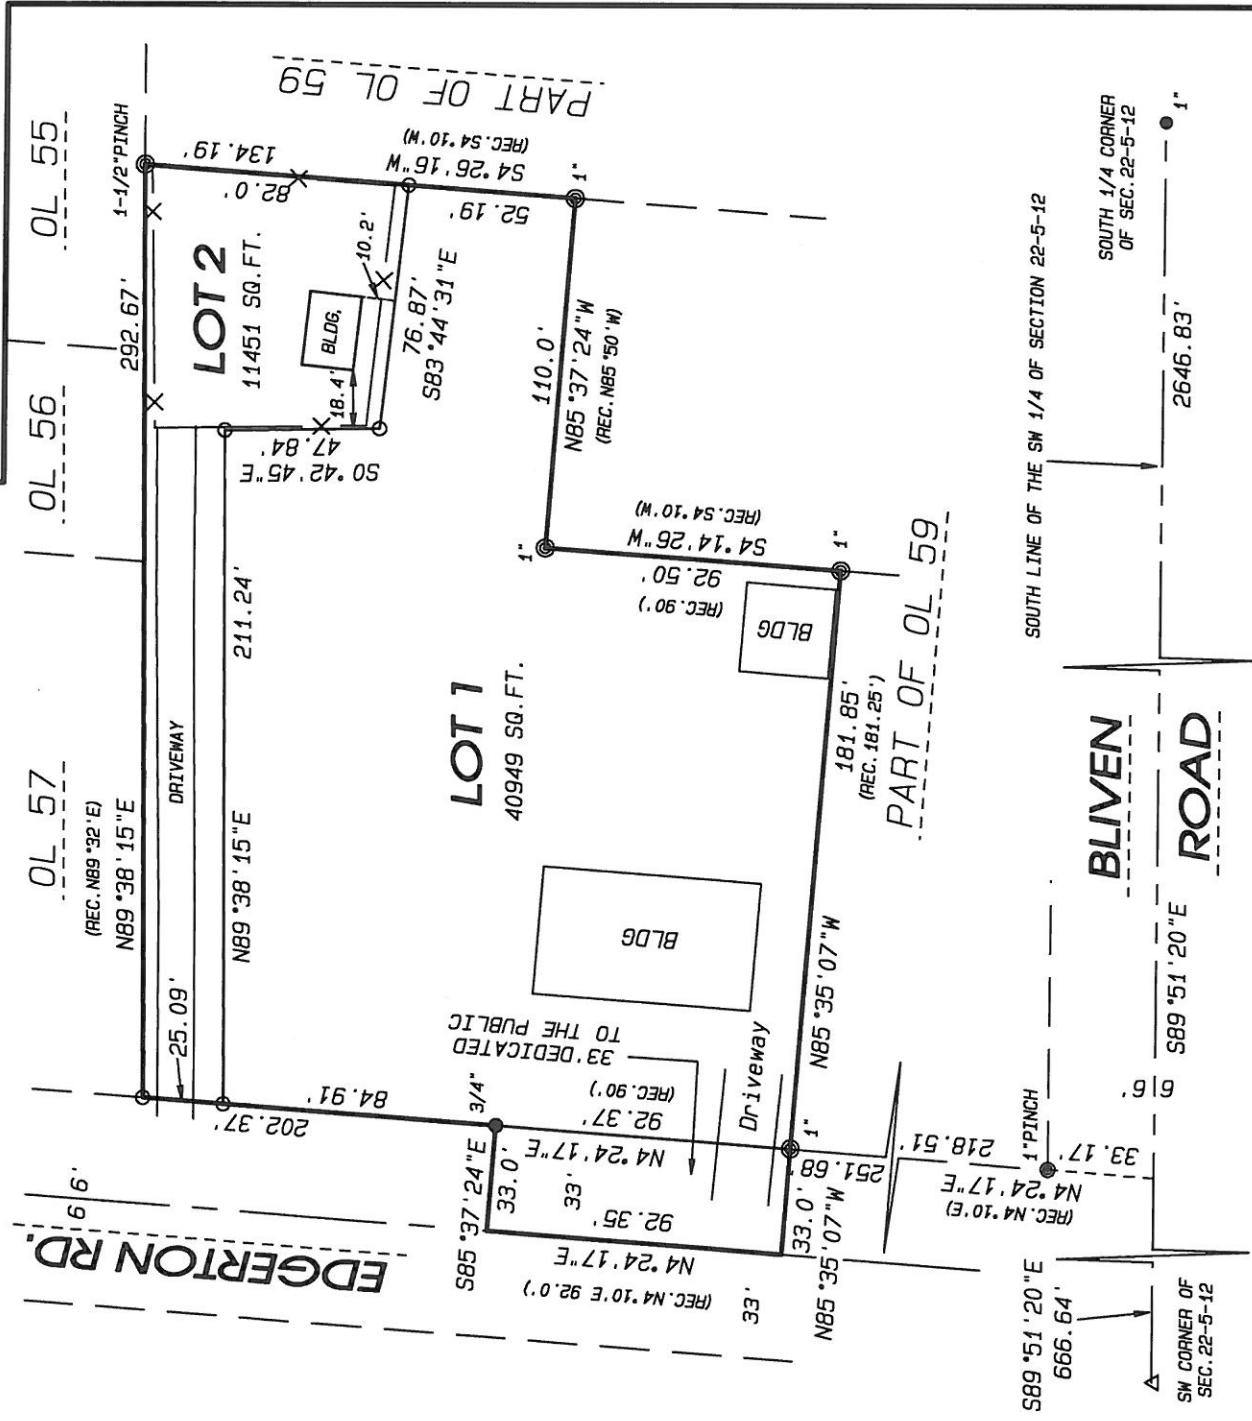 OL 57
OL 56
OL 55
(REC.N89°32'E)
N89°38'15"E
292.67'
1-1/2"PINCH
DRIVEWAY
25.09'
N89°38'15"E
211.24'
LOT 2
11451 SQ.FT.
BLDG.
18.4'
10.2'
S0°42'45"E
47.84'
76.87'
S83°44'31"E
134.19'
82.0'
S4°26'16"W
(REC.S4°10'W)
52.19'
1"
PART OF OL 59
110.0'
N85°37'24"W
(REC.N85°50'W)
1"
S4°14'26"W
(REC.S4°10'W)
92.50'
(REC.90')
1"
BLDG
LOT 1
40949 SQ.FT.
BLDG
181.85'
(REC.181.25')
PART OF OL 59
N85°35'07"W
33'DEDICATED
TO THE PUBLIC
Driveway
84.91'
202.37'
3/4"
(REC.90')
92.37'
N4°24'17"E
1"
S85°37'24"E
33.0'
33'
92.35'
N4°24'17"E
(REC.N4°10'E 92.0')
33'
33.0'
N85°35'07"W
EDGERTON RD.
66'
251.68'
218.51'
N4°24'17"E
(REC.N4°10'E)
1"PINCH
33.17'
66'
S89°51'20"E
BLIVEN
ROAD
SOUTH LINE OF THE SW 1/4 OF SECTION 22-5-12
2646.83'
SOUTH 1/4 CORNER
OF SEC.22-5-12
1"
S89°51'20"E
666.64'
SW CORNER OF
SEC.22-5-12